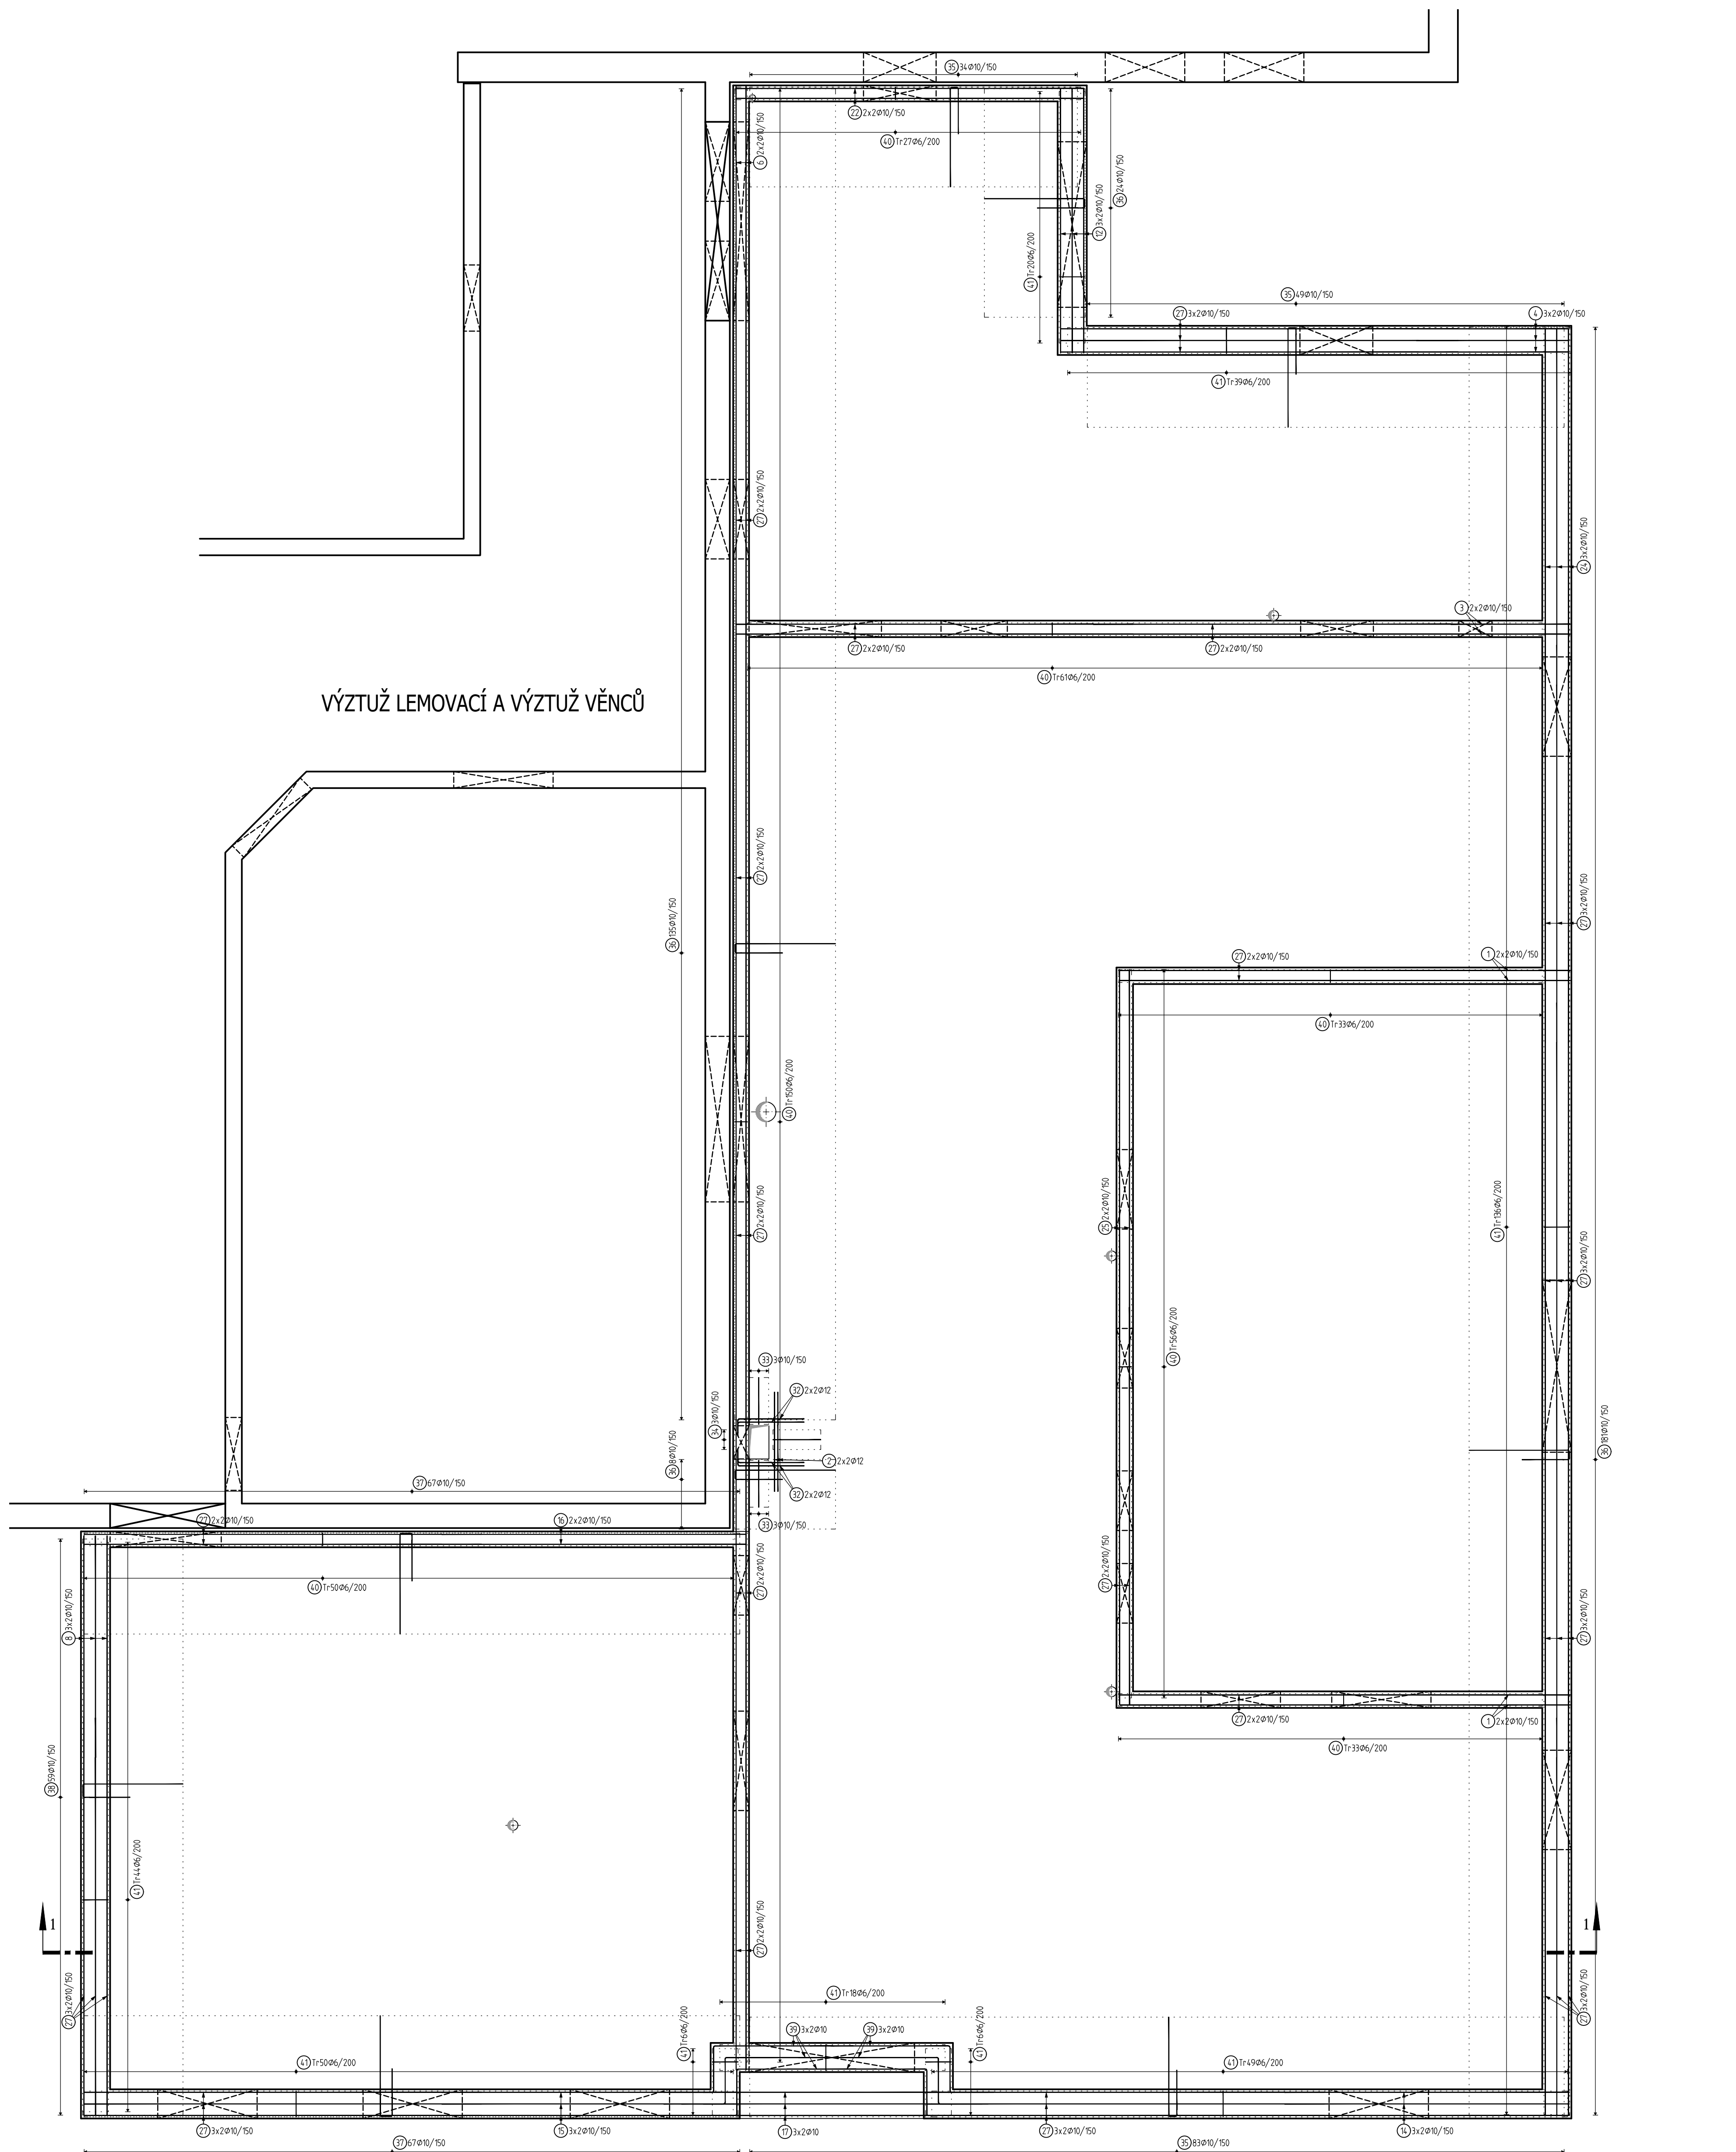 35 34Ø10/150
22 2x2Ø10/150
40 Tr27Ø6/200
6 2x2Ø10/150
36 24Ø10/150
12 3x2Ø10/150
41 Tr20Ø6/200
35 49Ø10/150
27 3x2Ø10/150
4 3x2Ø10/150
41 Tr39Ø6/200
27 2x2Ø10/150
24 3x2Ø10/150
3 2x2Ø10/150
27 2x2Ø10/150
27 2x2Ø10/150
40 Tr61Ø6/200
VÝZTUŽ LEMOVACÍ A VÝZTUŽ VĚNCŮ
27 2x2Ø10/150
36 135Ø10/150
27 3x2Ø10/150
27 2x2Ø10/150
1 2x2Ø10/150
40 Tr33Ø6/200
40 Tr150Ø6/200
25 2x2Ø10/150
41 Tr136Ø6/200
27 2x2Ø10/150
27 3x2Ø10/150
40 Tr56Ø6/200
33 3Ø10/150
32 2x2Ø12
34 3Ø10/150
36 181Ø10/150
2 2x2Ø12
36 8Ø10/150
37 67Ø10/150
32 2x2Ø12
27 2x2Ø10/150
16 2x2Ø10/150
33 3Ø10/150
40 Tr50Ø6/200
27 2x2Ø10/150
27 2x2Ø10/150
8 3x2Ø10/150
27 3x2Ø10/150
27 2x2Ø10/150
1 2x2Ø10/150
40 Tr33Ø6/200
38 59Ø10/150
41 Tr44Ø6/200
1
1
27 2x2Ø10/150
27 3x2Ø10/150
27 3x2Ø10/150
41 Tr18Ø6/200
41 Tr6Ø6/200
39 3x2Ø10
39 3x2Ø10
41 Tr6Ø6/200
41 Tr50Ø6/200
41 Tr49Ø6/200
27 3x2Ø10/150
15 3x2Ø10/150
17 3x2Ø10
27 3x2Ø10/150
14 3x2Ø10/150
37 67Ø10/150
35 83Ø10/150